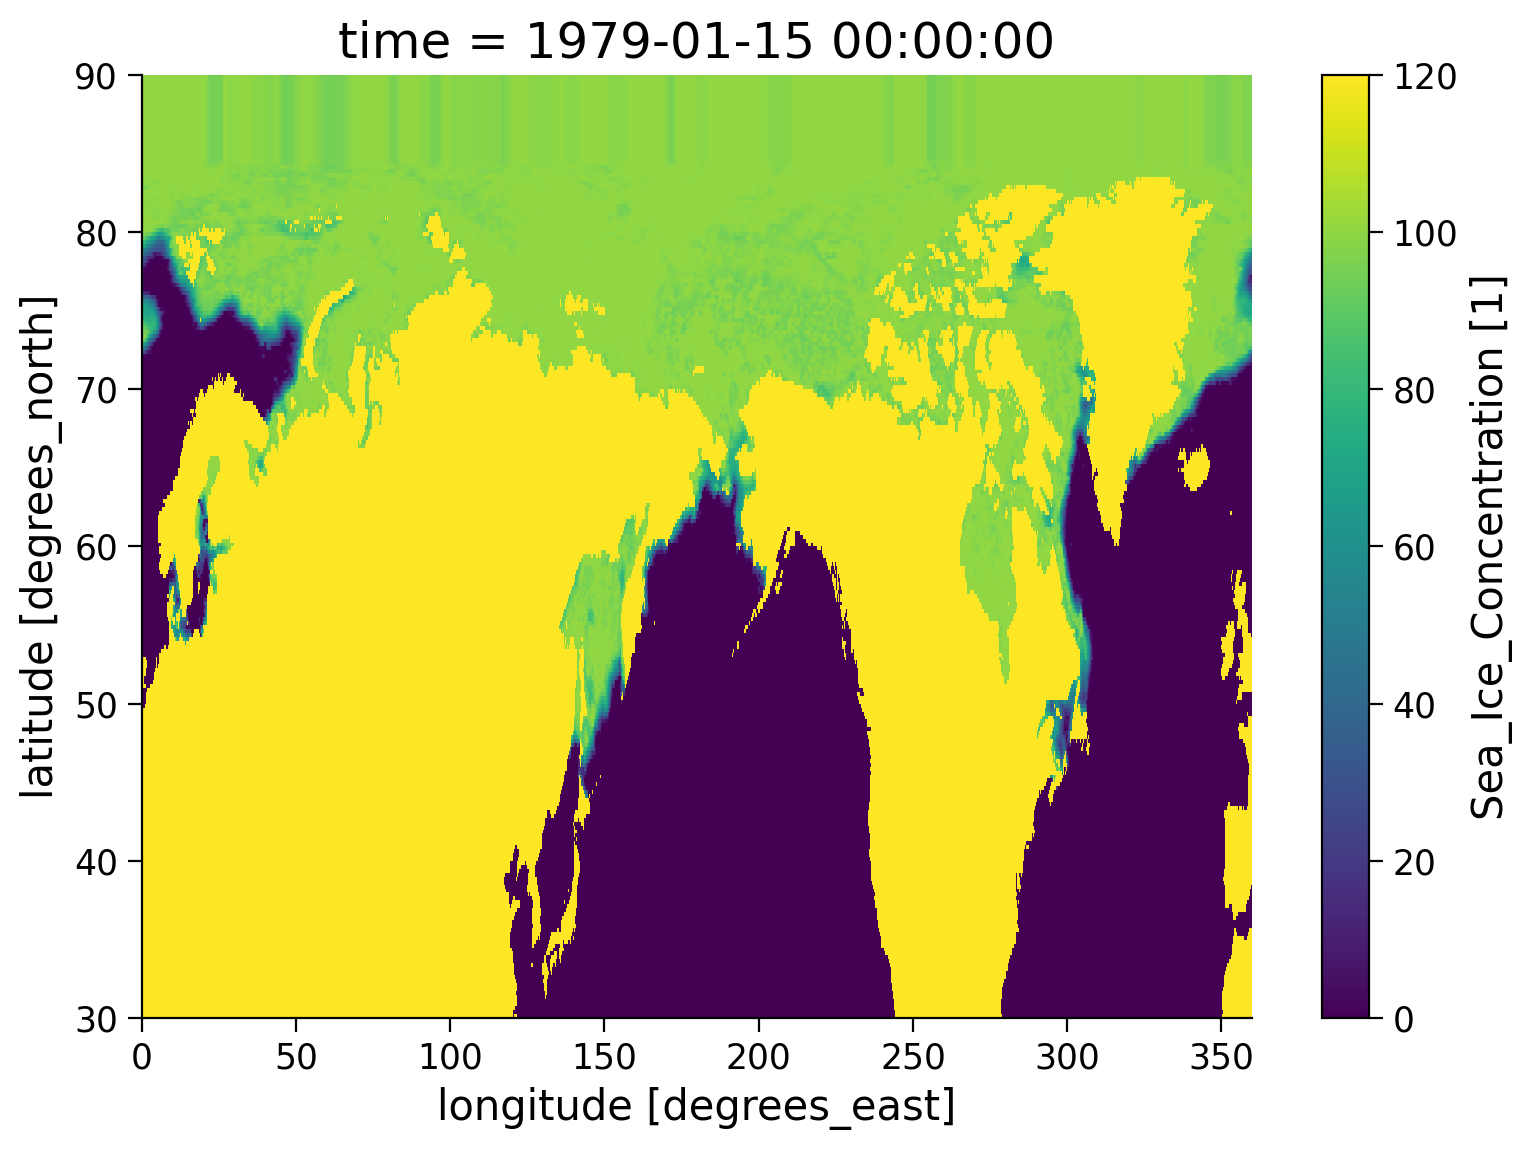 time = 1979-01-15 00:00:00
90
80
70
60
50
40
30
latitude [degrees_north]
0 50 100 150 200 250 300 350
longitude [degrees_east]
120
100
80
60
40
20
0
Sea_Ice_Concentration [1]